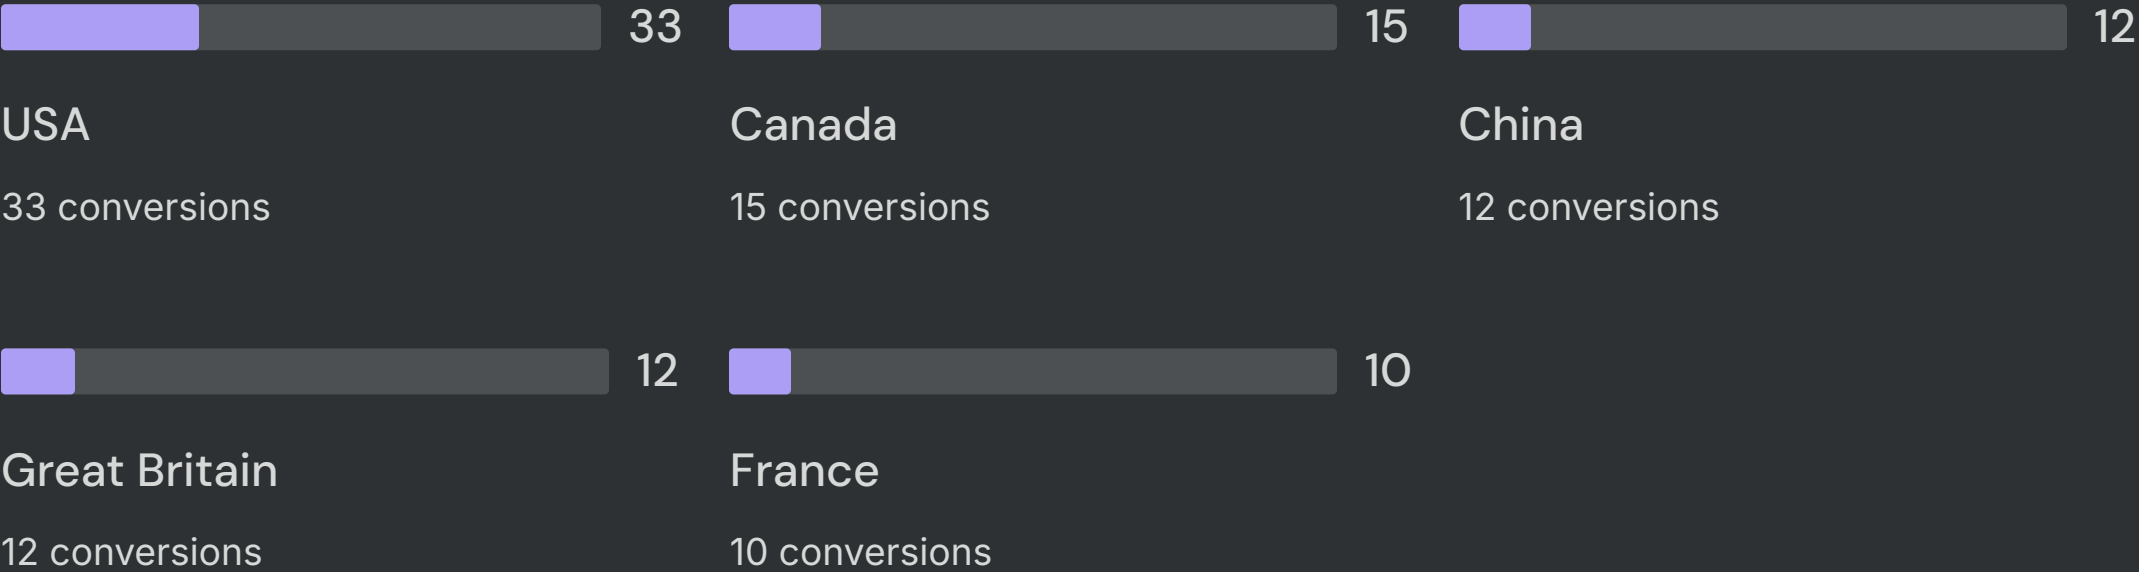 33
15
12
USA
Canada
China
33 conversions
15 conversions
12 conversions
12
10
Great Britain
France
12 conversions
10 conversions